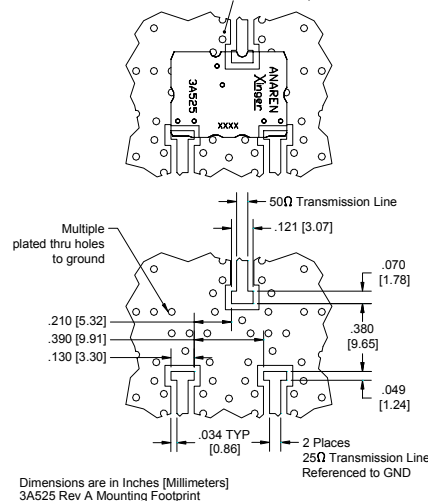 ANAREN
Xinger
3A525
XXXX
50Ω Transmission Line
.121 [3.07]
Multiple
plated thru holes
to ground
.070
[1.78]
.210 [5.32]
.390 [9.91]
.130 [3.30]
.380
[9.65]
.049
[1.24]
.034 TYP
[0.86]
2 Places
25Ω Transmission Line
Referenced to GND
Dimensions are in Inches [Millimeters]
3A525 Rev A Mounting Footprint